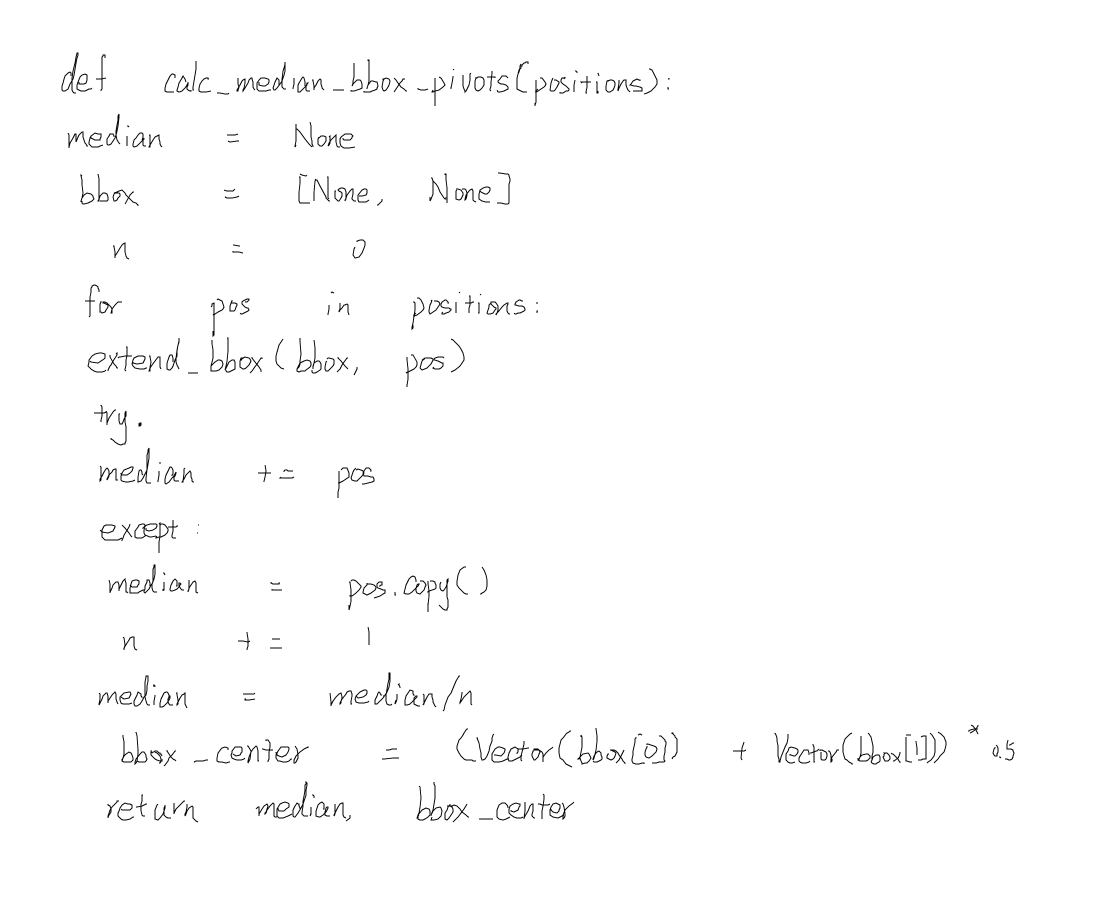 def calc_median_bbox_pivots(positions):
median = None
bbox = [None, None]
n = 0
for pos in positions:
extend_bbox(bbox, pos)
try.
median += pos
except:
median = pos.copy()
n += 1
median = median/n
bbox_center = (Vector(bbox[0]) + Vector(bbox[1])) * 0.5
return median, bbox_center